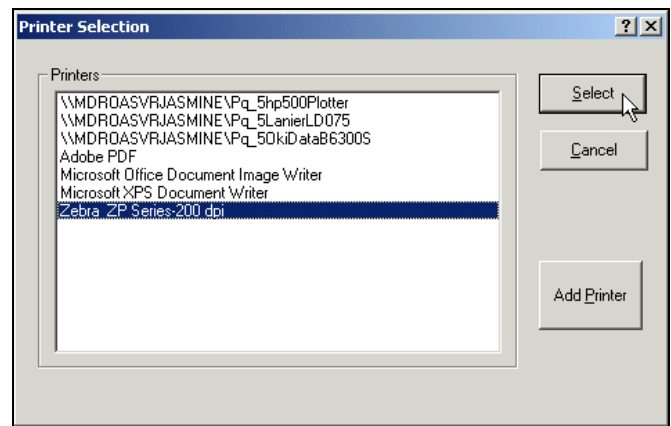 Printer Selection
Printers
\\MDROASVRJASMINE\Pq_5hp500Plotter
\\MDROASVRJASMINE\Pq_5LanierLD075
\\MDROASVRJASMINE\Pq_5OkiDataB6300S
Adobe PDF
Microsoft Office Document Image Writer
Microsoft XPS Document Writer
Zebra ZP Series-200 dpi
Select
Cancel
Add Printer